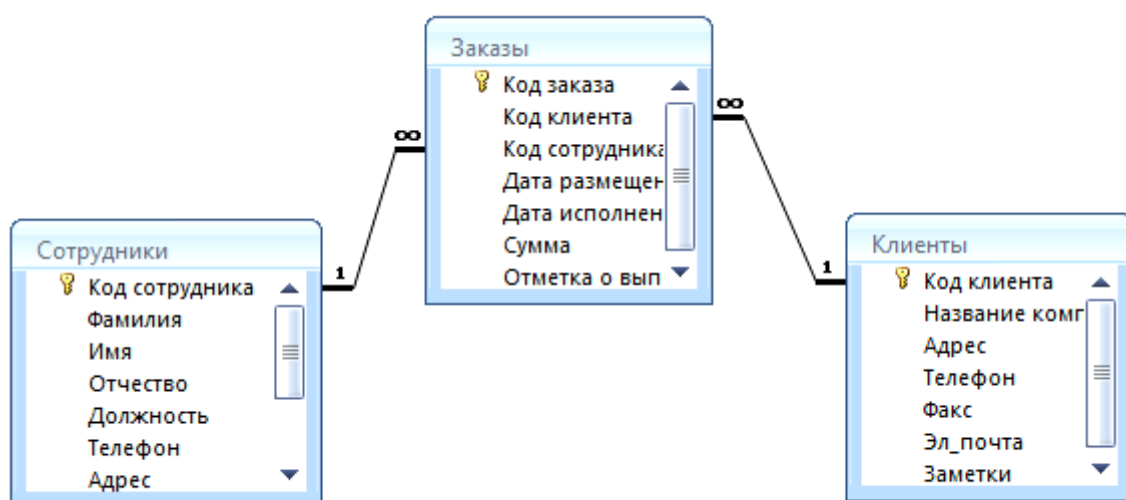 Заказы
Код заказа
Код клиента
Код сотрудника
Дата размещен
Дата исполнен
Сумма
Отметка о вып
∞
∞
Сотрудники
Код сотрудника
Фамилия
Имя
Отчество
Должность
Телефон
Адрес
1
1
Клиенты
Код клиента
Название комп
Адрес
Телефон
Факс
Эл_почта
Заметки